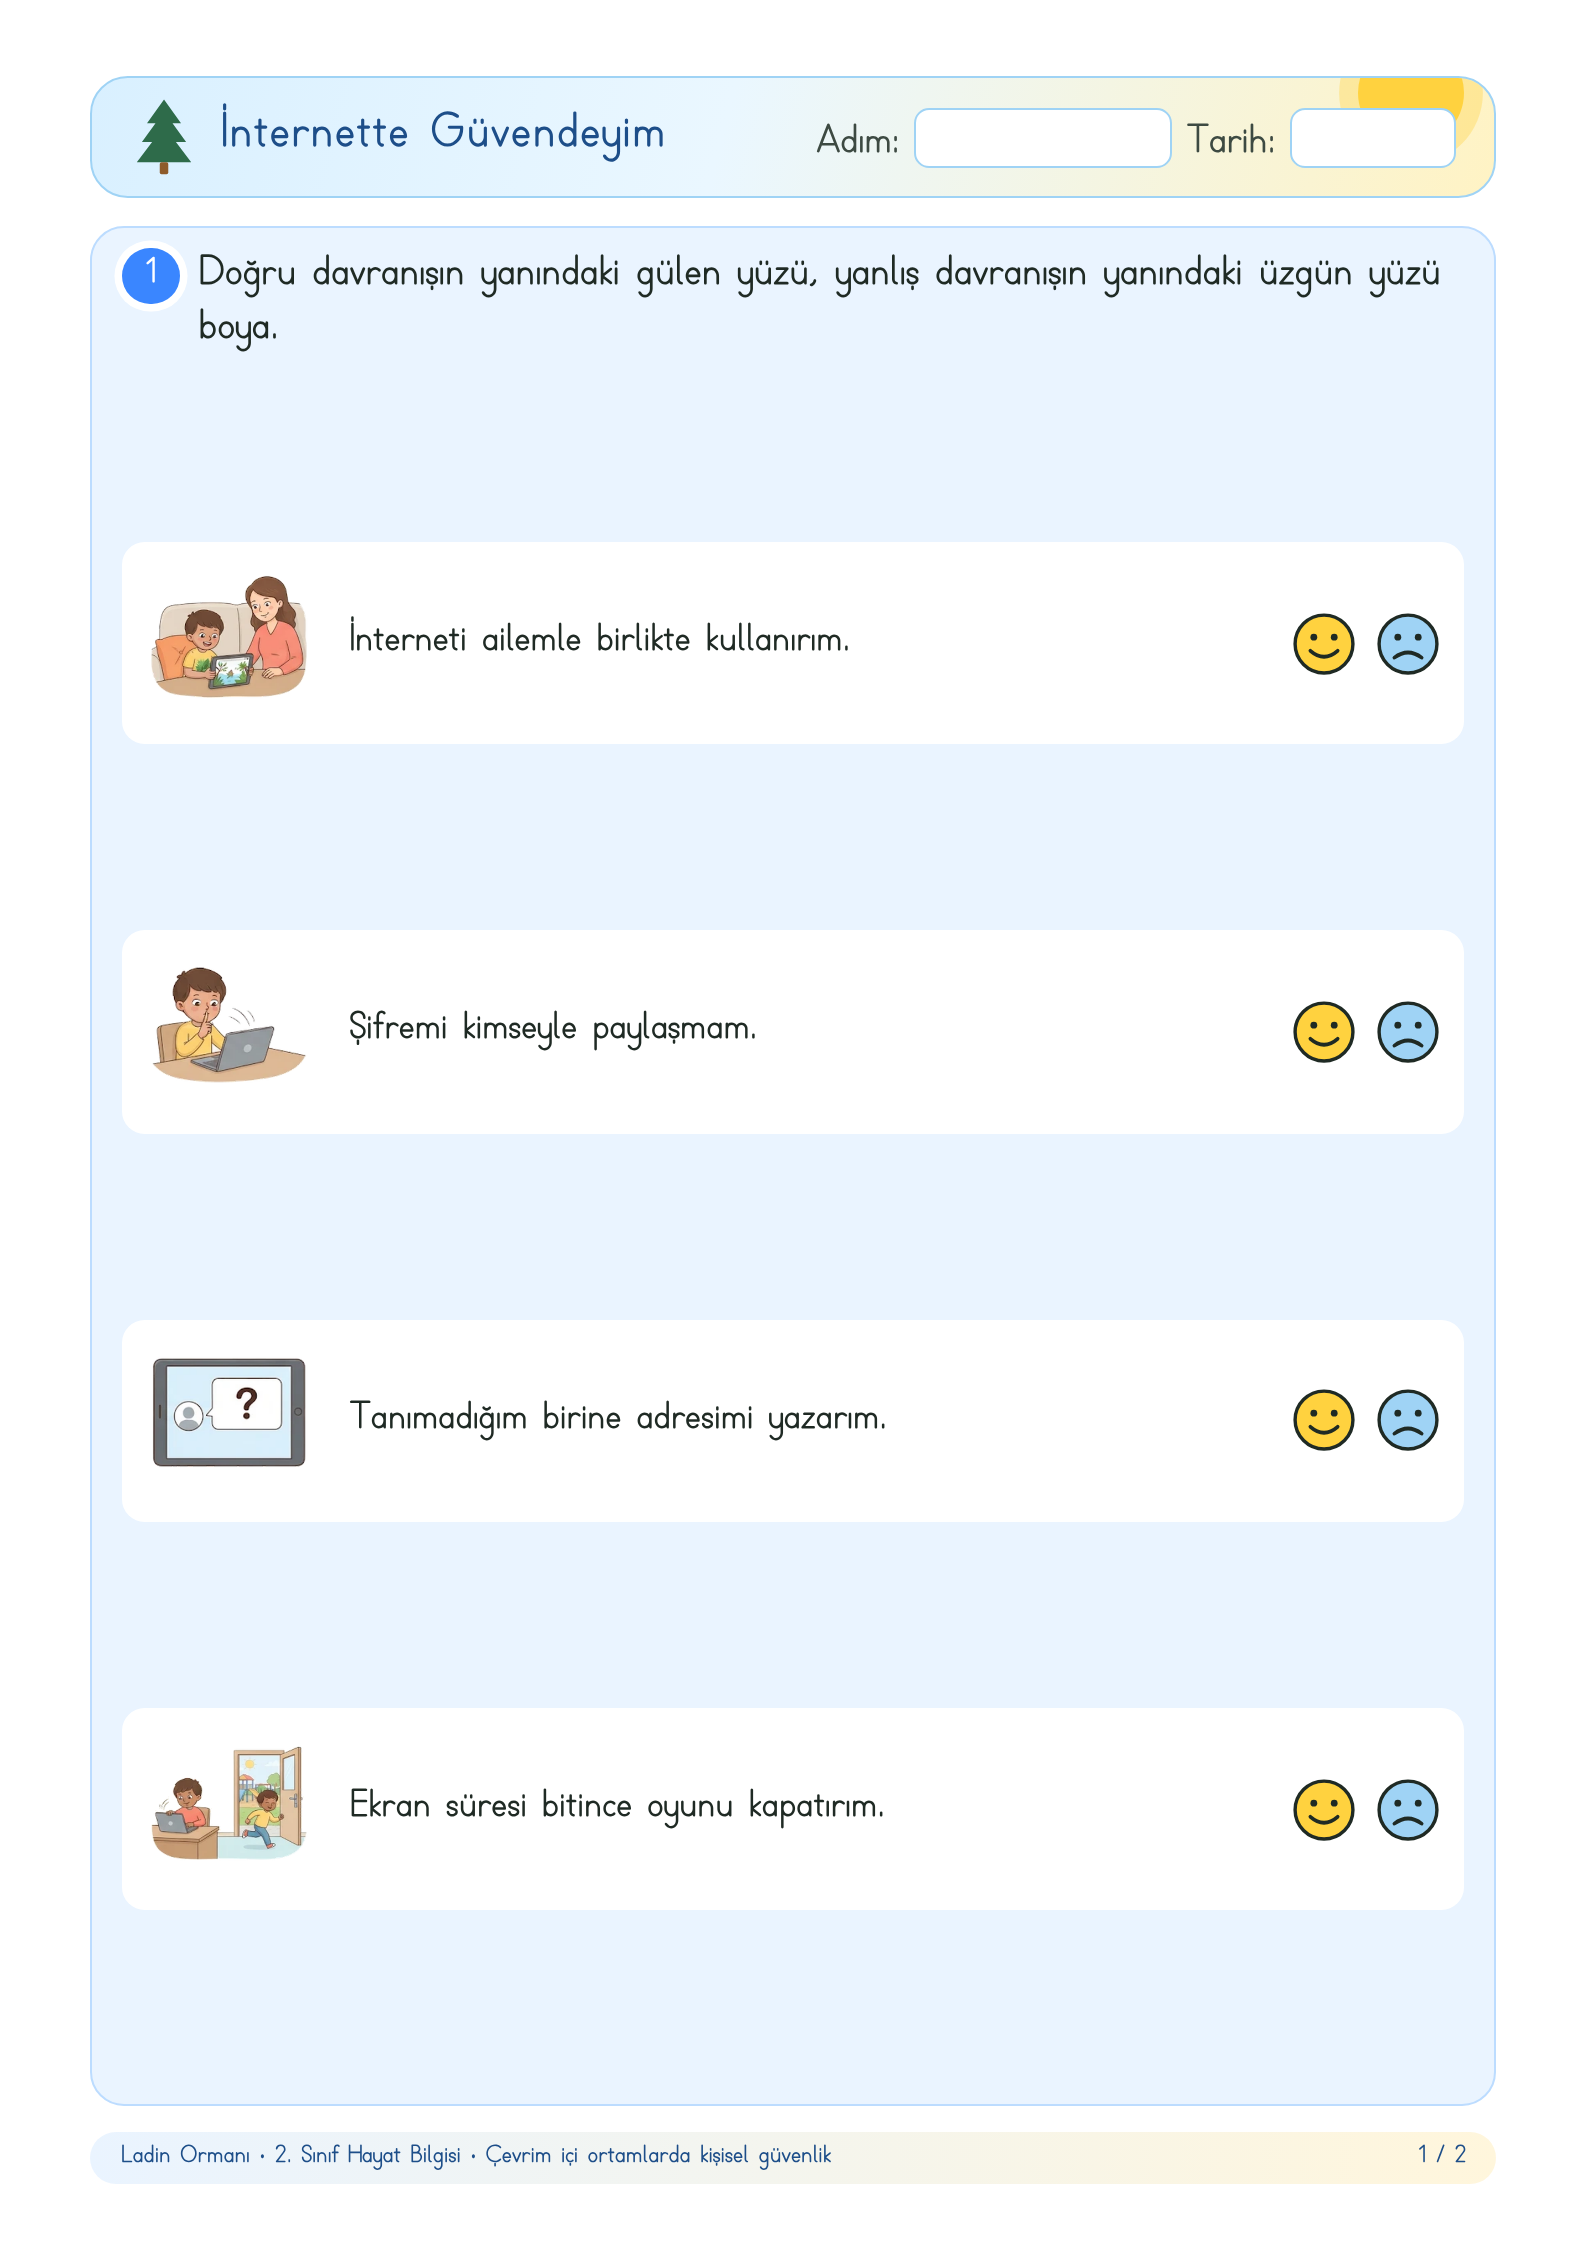 İnternette Güvendeyim
Adım:
Tarih:
1
Doğru davranışın yanındaki gülen yüzü, yanlış davranışın yanındaki üzgün yüzü
boya.
İnterneti ailemle birlikte kullanırım.
Şifremi kimseyle paylaşmam.
?
Tanımadığım birine adresimi yazarım.
Ekran süresi bitince oyunu kapatırım.
Ladin Ormanı • 2. Sınıf Hayat Bilgisi • Çevrim içi ortamlarda kişisel güvenlik
1 / 2